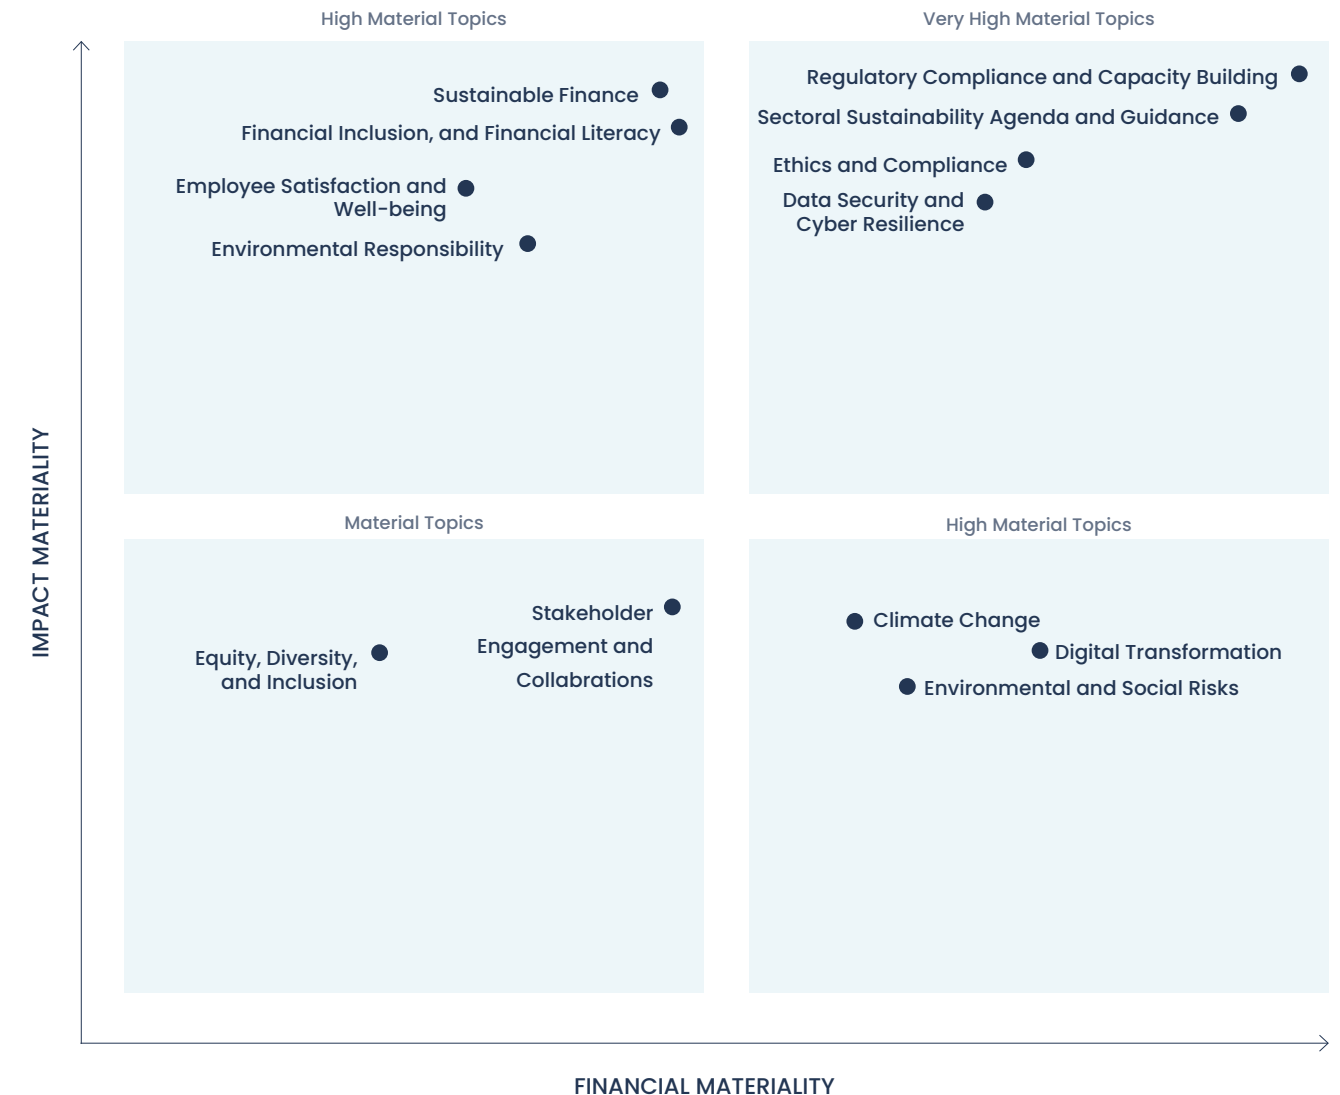 High Material Topics
Very High Material Topics
Sustainable Finance
Financial Inclusion, and Financial Literacy
Employee Satisfaction and
Well-being
Environmental Responsibility
Regulatory Compliance and Capacity Building
Sectoral Sustainability Agenda and Guidance
Ethics and Compliance
Data Security and
Cyber Resilience
IMPACT MATERIALITY
Material Topics
High Material Topics
Stakeholder
Engagement and
Collabrations
Equity, Diversity,
and Inclusion
Climate Change
Digital Transformation
Environmental and Social Risks
FINANCIAL MATERIALITY